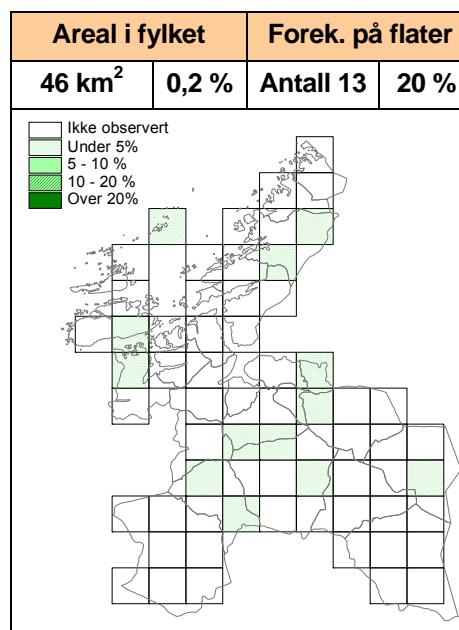 Areal i fylket Forek. på flater
46 km² 0,2 % Antall 13 20 %
Ikke observert
Under 5%
5 - 10 %
10 - 20 %
Over 20%